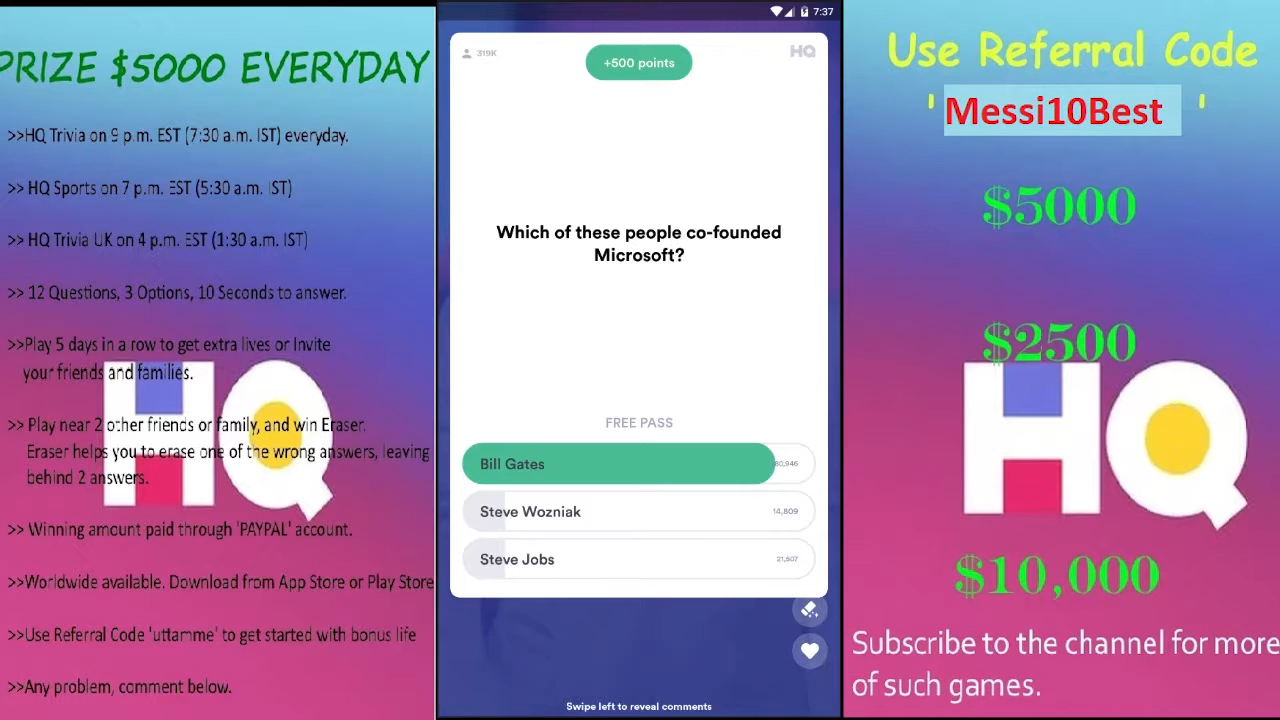 PRIZE $5000 EVERYDAY
>>HQ Trivia on 9 p.m. EST (7:30 a.m. IST) everyday.
>> HQ Sports on 7 p.m. EST (5:30 a.m. IST)
>> HQ Trivia UK on 4 p.m. EST (1:30 a.m. IST)
>> 12 Questions, 3 Options, 10 Seconds to answer.
>>Play 5 days in a row to get extra lives or Invite
your friends and families.
>> Play near 2 other friends or family, and win Eraser.
Eraser helps you to erase one of the wrong answers, leaving
behind 2 answers.
>> Winning amount paid through 'PAYPAL' account.
>>Worldwide available. Download from App Store or Play Store
>>Use Referral Code 'uttamme' to get started with bonus life
>>Any problem, comment below.
HQ
7:37
319K
+500 points
HQ
Which of these people co-founded
Microsoft?
FREE PASS
Bill Gates
Steve Wozniak 14,809
Steve Jobs 21,507
Swipe left to reveal comments
Use Referral Code
' Messi10Best '
$5000
$2500
HQ
$10,000
Subscribe to the channel for more
of such games.